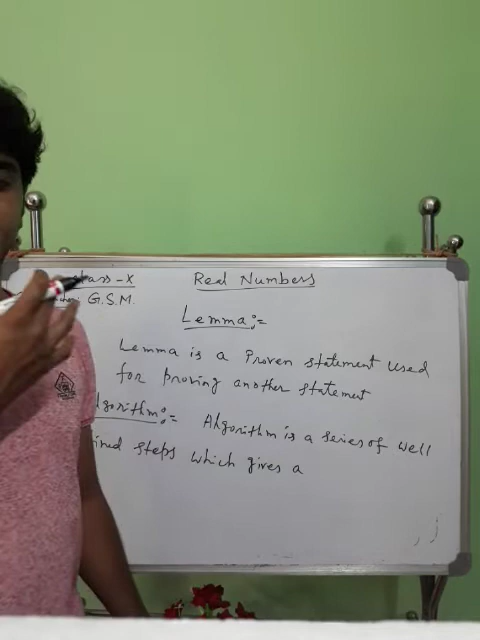 Class-X
Real Numbers
G.S.M.
Lemma:=
Lemma is a Proven statement used
for proving another statement
Algorithm:= Algorithm is a series of well
steps which gives a